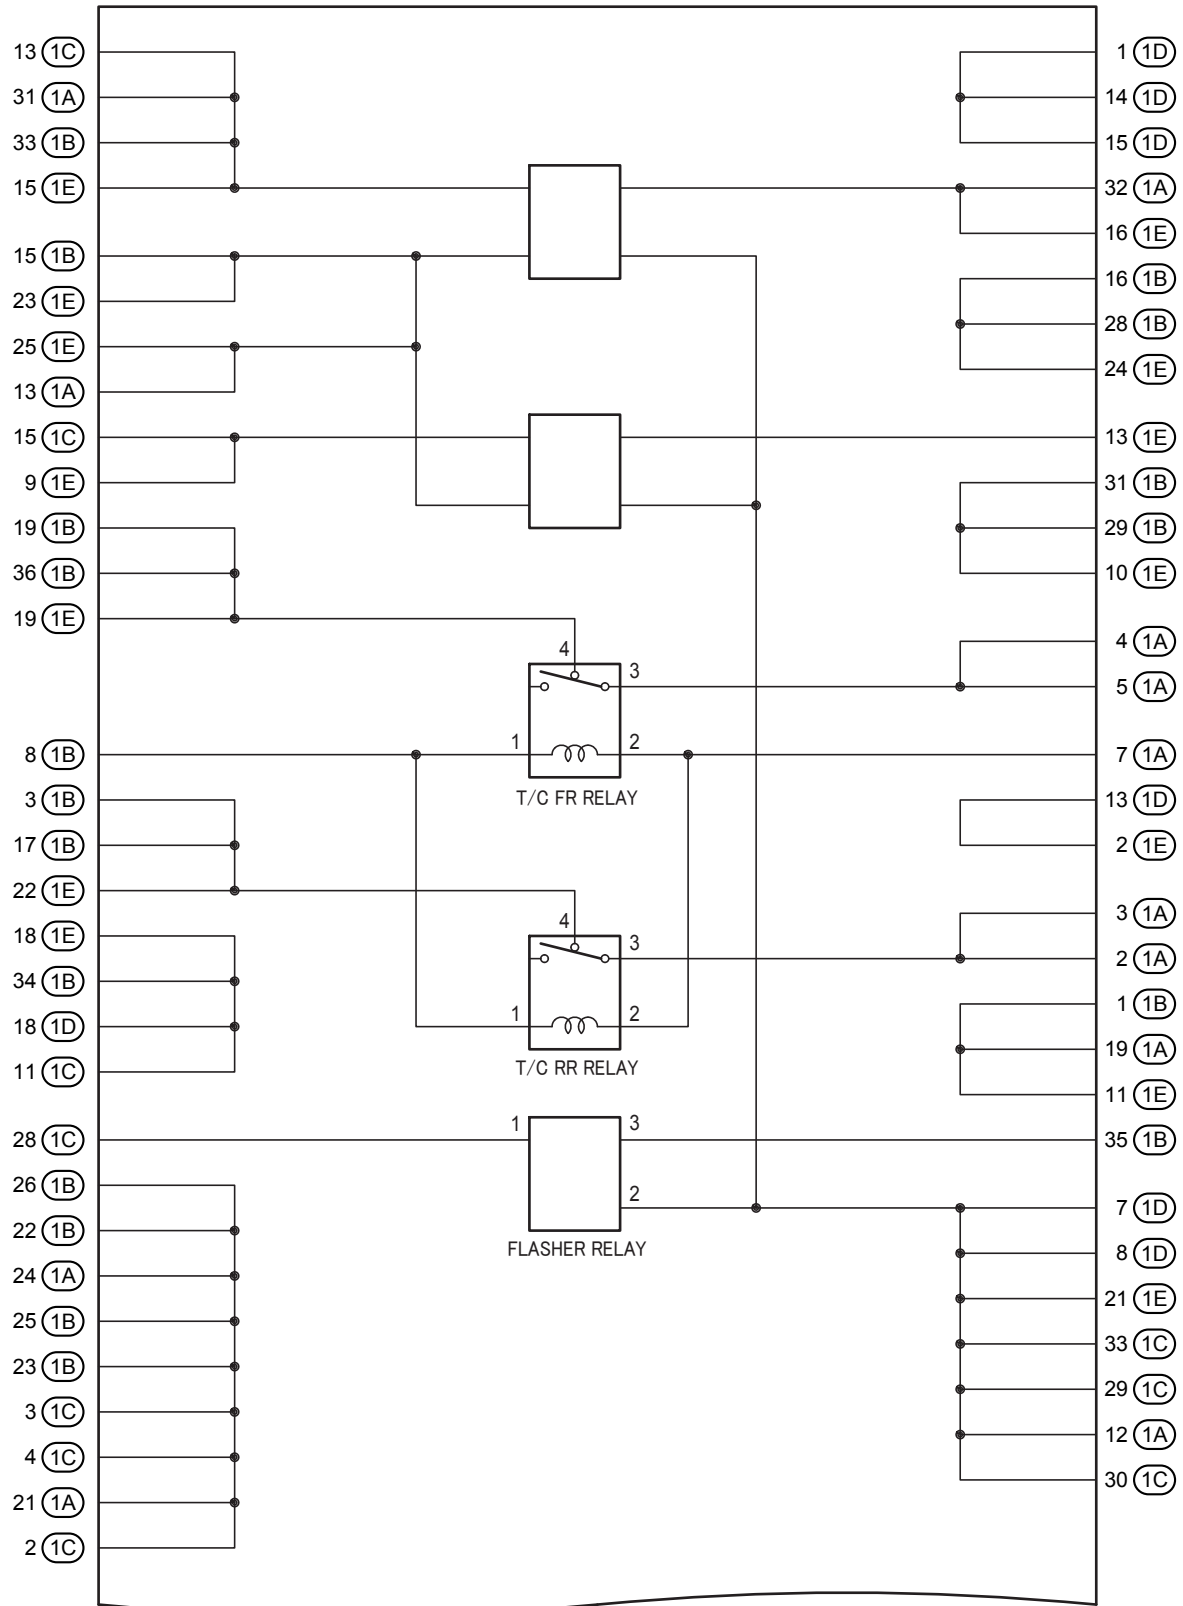 13 1C
31 1A
33 1B
15 1E
15 1B
23 1E
25 1E
13 1A
15 1C
9 1E
19 1B
36 1B
19 1E
8 1B
3 1B
17 1B
22 1E
18 1E
34 1B
18 1D
11 1C
28 1C
26 1B
22 1B
24 1A
25 1B
23 1B
3 1C
4 1C
21 1A
2 1C
4
3
1
2
T/C FR RELAY
4
3
1
2
T/C RR RELAY
1
3
2
FLASHER RELAY
1 1D
14 1D
15 1D
32 1A
16 1E
16 1B
28 1B
24 1E
13 1E
31 1B
29 1B
10 1E
4 1A
5 1A
7 1A
13 1D
2 1E
3 1A
2 1A
1 1B
19 1A
11 1E
35 1B
7 1D
8 1D
21 1E
33 1C
29 1C
12 1A
30 1C